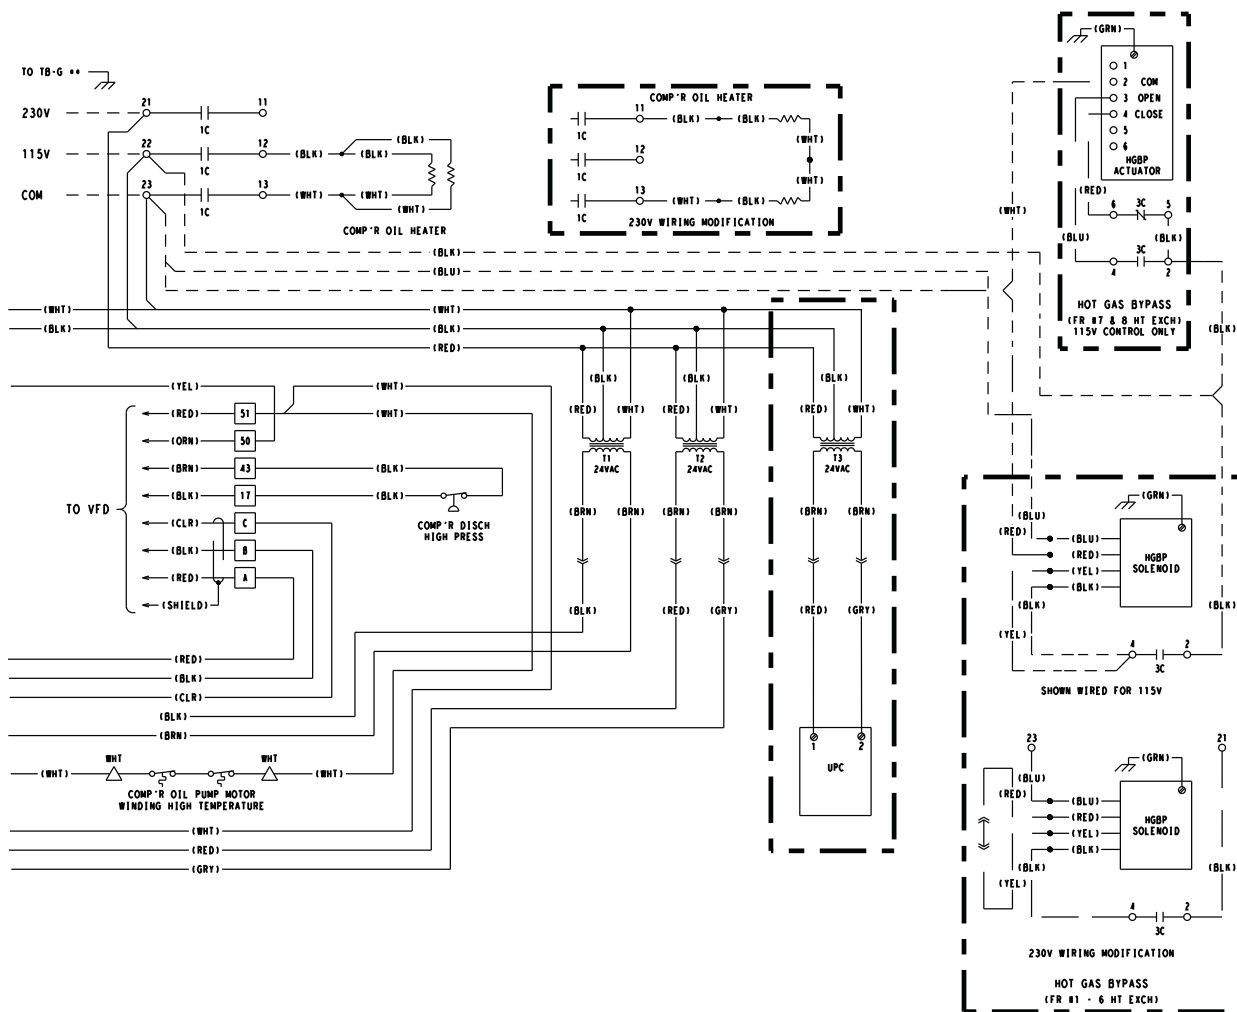 TO TB-G **
230V
21
1C
11
115V
22
1C
12
(BLK)
(BLK)
(BLK)
COM
23
1C
13
(WHT)
(WHT)
(WHT)
COMP'R OIL HEATER
COMP'R OIL HEATER
1C
11
(BLK)
(BLK)
(WHT)
12
1C
(WHT)
13
1C
(WHT)
(BLK)
230V WIRING MODIFICATION
(GRN)
1
2 COM
3 OPEN
4 CLOSE
5
6
HGBP
ACTUATOR
(RED)
6
3C
5
(BLU)
(BLK)
3C
4
2
HOT GAS BYPASS
(FR #7 & 8 HT EXCH)
115V CONTROL ONLY
(WHT)
(BLK)
(BLK)
(BLU)
(WHT)
(WHT)
(BLK)
(BLK)
(RED)
(YEL)
(WHT)
(RED)
51
(WHT)
(ORN)
50
(BRN)
43
(BLK)
(BLK)
17
(BLK)
TO VFD
(CLR)
C
(BLK)
B
(RED)
A
(SHIELD)
COMP'R DISCH
HIGH PRESS
(BLK)
(RED)
(WHT)
T1
24VAC
(BRN)
(BRN)
(BLK)
(BLK)
(RED)
(WHT)
T2
24VAC
(BRN)
(BRN)
(RED)
(GRY)
(BLK)
(RED)
(WHT)
T3
24VAC
(BRN)
(BRN)
(RED)
(GRY)
1
2
UPC
(RED)
(BLK)
(CLR)
(BLK)
(BRN)
(WHT)
WHT
WHT
(WHT)
COMP'R OIL PUMP MOTOR
WINDING HIGH TEMPERATURE
(WHT)
(RED)
(GRY)
(GRN)
(BLU)
(RED)
(BLU)
(RED)
(YEL)
(BLK)
HGBP
SOLENOID
(BLK)
(BLK)
(YEL)
4
2
3C
SHOWN WIRED FOR 115V
23
21
(GRN)
(BLU)
(RED)
(BLU)
(RED)
(YEL)
(BLK)
HGBP
SOLENOID
(BLK)
(BLK)
(YEL)
4
2
3C
230V WIRING MODIFICATION
HOT GAS BYPASS
(FR #1 - 6 HT EXCH)